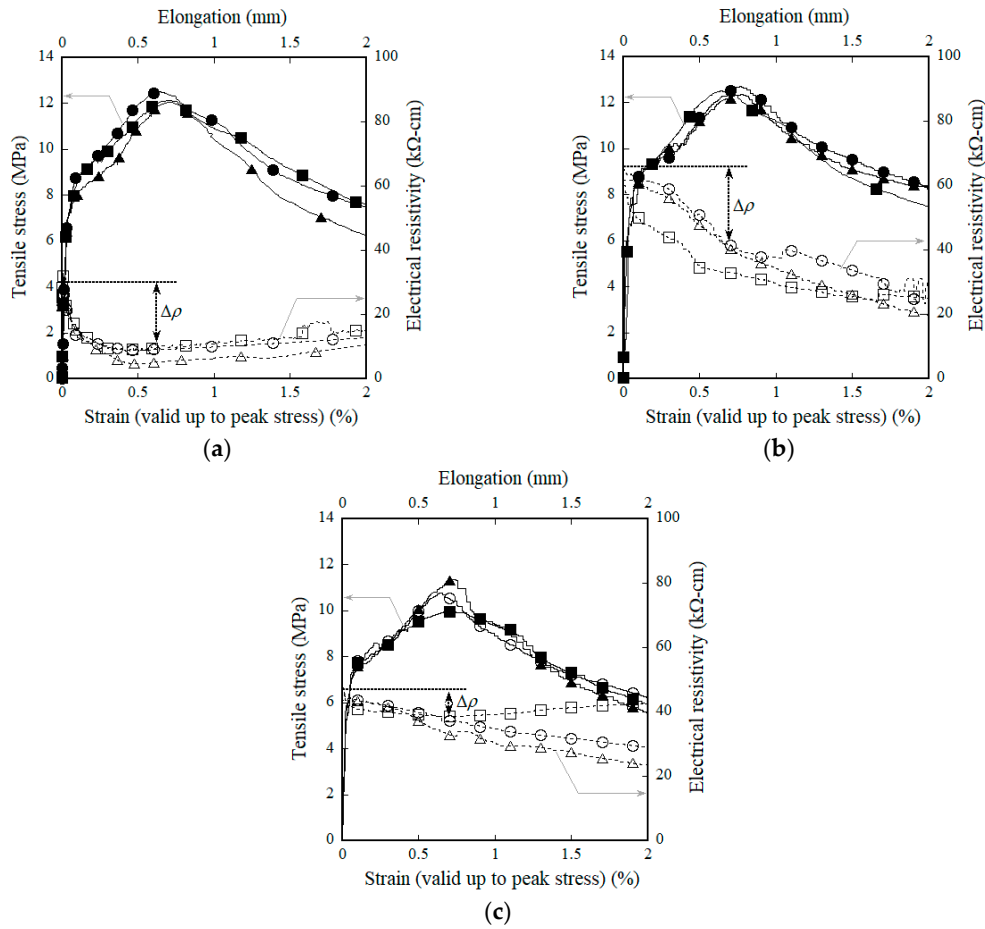 Elongation (mm)
0 0.5 1 1.5 2
14 100
12 80
10
8 60
6 40
4
2 20
0 0
Δρ
Tensile stress (MPa)
Electrical resistivity (kΩ-cm)
0 0.5 1 1.5 2
Strain (valid up to peak stress) (%)
(a)
Elongation (mm)
0 0.5 1 1.5 2
14 100
12 80
10
8 60
6 40
4
2 20
0 0
Δρ
Tensile stress (MPa)
Electrical resistivity (kΩ-cm)
0 0.5 1 1.5 2
Strain (valid up to peak stress) (%)
(b)
Elongation (mm)
0 0.5 1 1.5 2
14 100
12 80
10
8 60
6 40
4
2 20
0 0
Δρ
Tensile stress (MPa)
Electrical resistivity (kΩ-cm)
0 0.5 1 1.5 2
Strain (valid up to peak stress) (%)
(c)